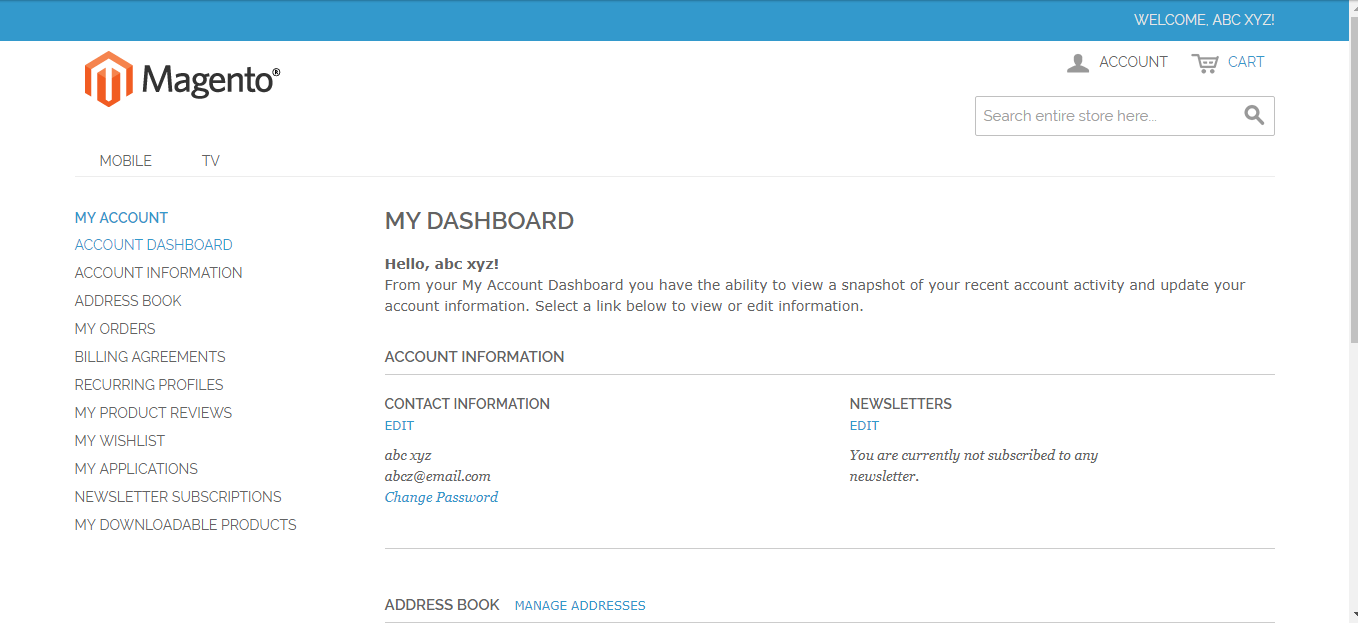 WELCOME, ABC XYZ!
Magento®
ACCOUNT
CART
Search entire store here...
MOBILE
TV
MY ACCOUNT
ACCOUNT DASHBOARD
ACCOUNT INFORMATION
ADDRESS BOOK
MY ORDERS
BILLING AGREEMENTS
RECURRING PROFILES
MY PRODUCT REVIEWS
MY WISHLIST
MY APPLICATIONS
NEWSLETTER SUBSCRIPTIONS
MY DOWNLOADABLE PRODUCTS
MY DASHBOARD
Hello, abc xyz!
From your My Account Dashboard you have the ability to view a snapshot of your recent account activity and update your
account information. Select a link below to view or edit information.
ACCOUNT INFORMATION
CONTACT INFORMATION
EDIT
abc xyz
abcz@email.com
Change Password
NEWSLETTERS
EDIT
You are currently not subscribed to any
newsletter.
ADDRESS BOOK MANAGE ADDRESSES